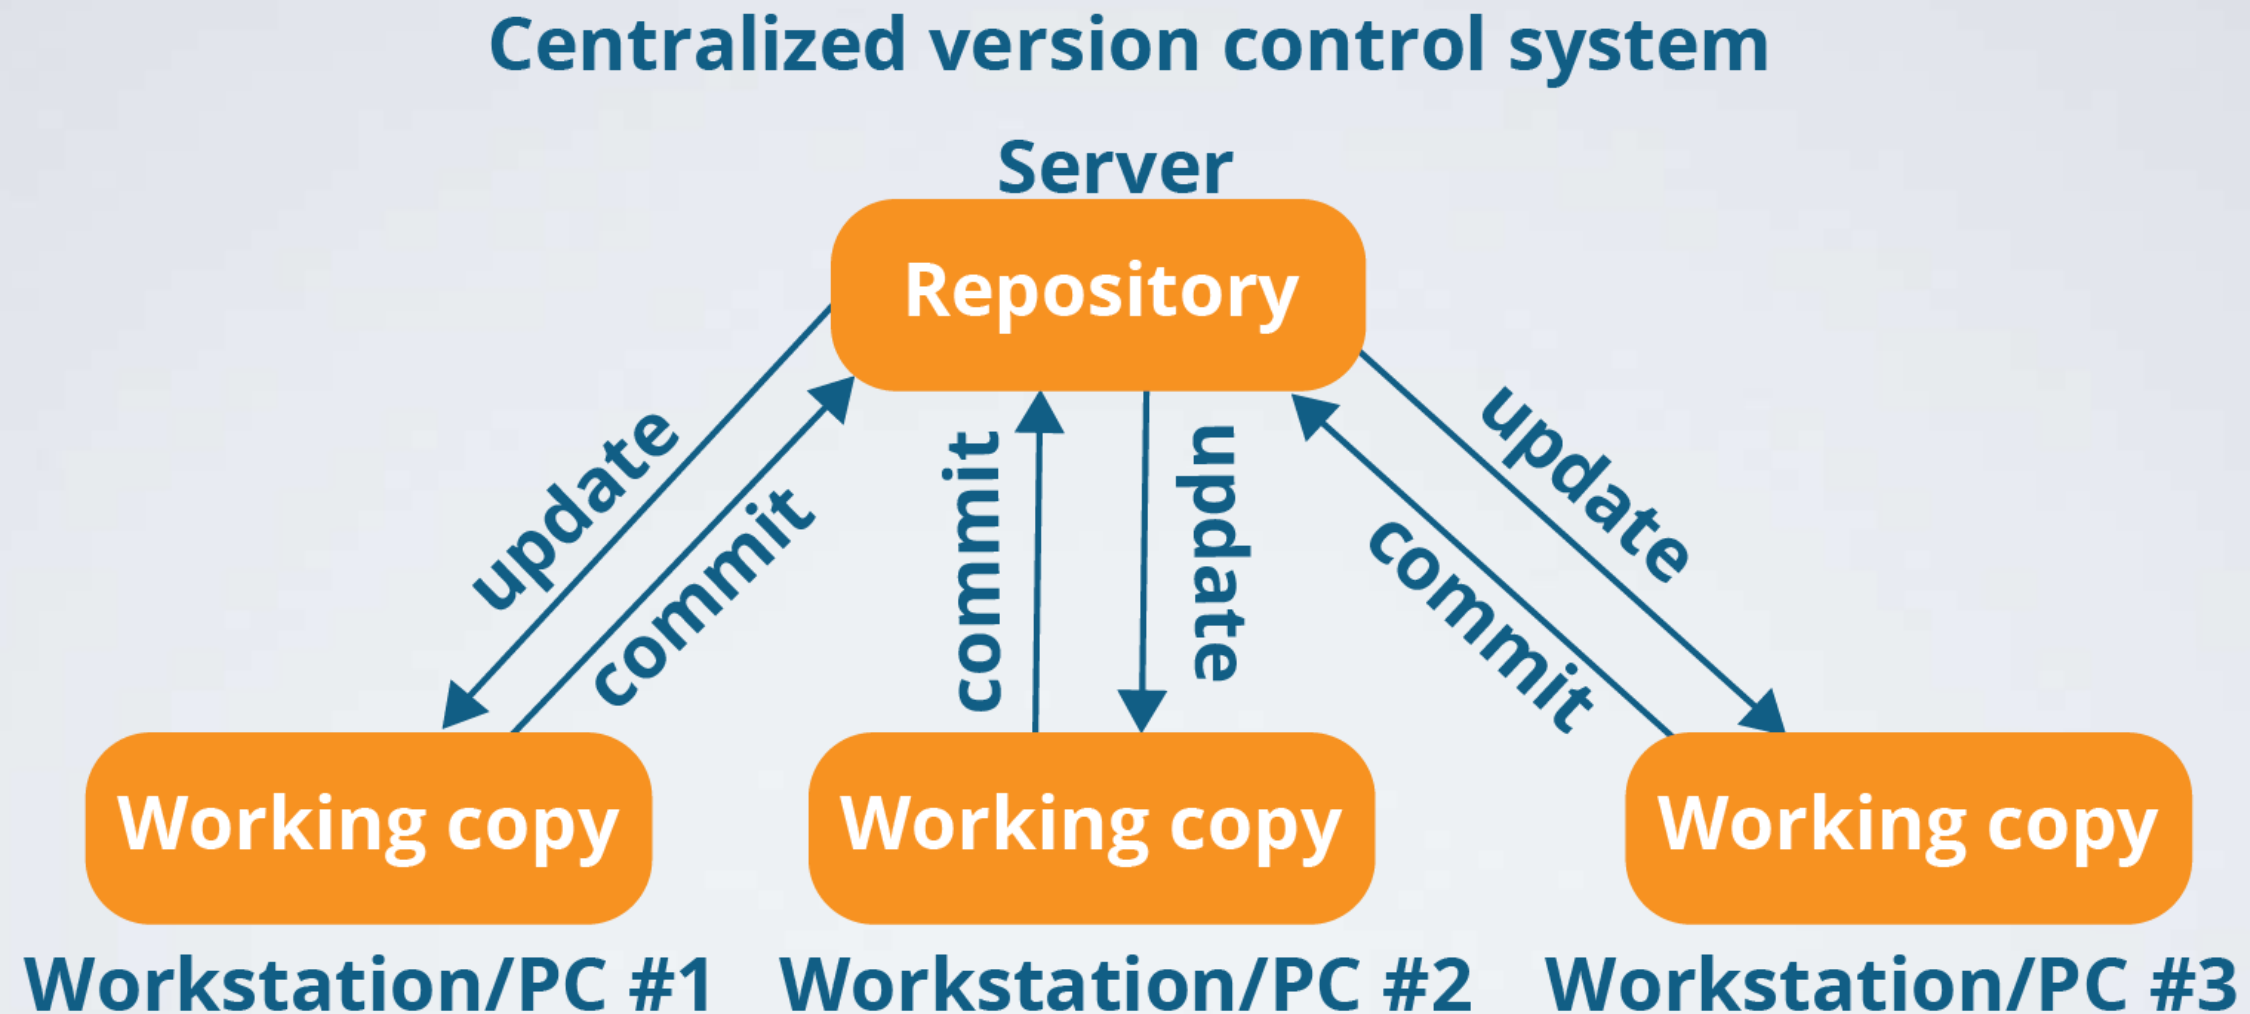 Centralized version control system
Server
Repository
update
commit
commit
update
commit
update
Working copy
Working copy
Working copy
Workstation/PC #1
Workstation/PC #2
Workstation/PC #3